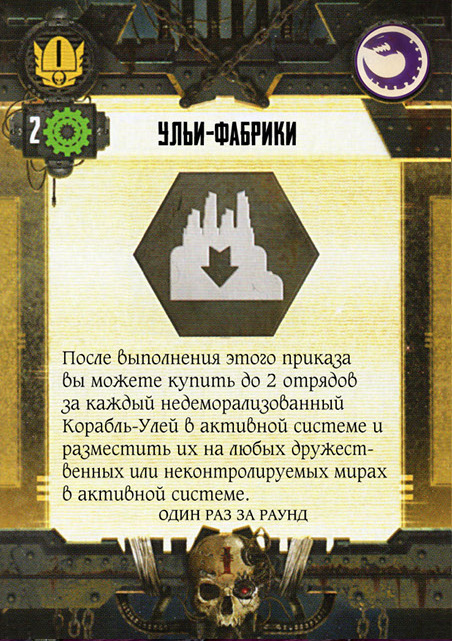 2
УЛЬИ-ФАБРИКИ
После выполнения этого приказа
вы можете купить до 2 отрядов
за каждый недеморализованный
Корабль-Улей в активной системе и
разместить их на любых дружест-
венных или неконтролируемых мирах
в активной системе.
ОДИН РАЗ ЗА РАУНД
I